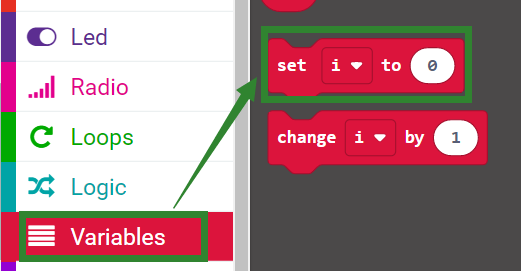 Led
Radio
Loops
Logic
Variables
set i to 0
change i by 1